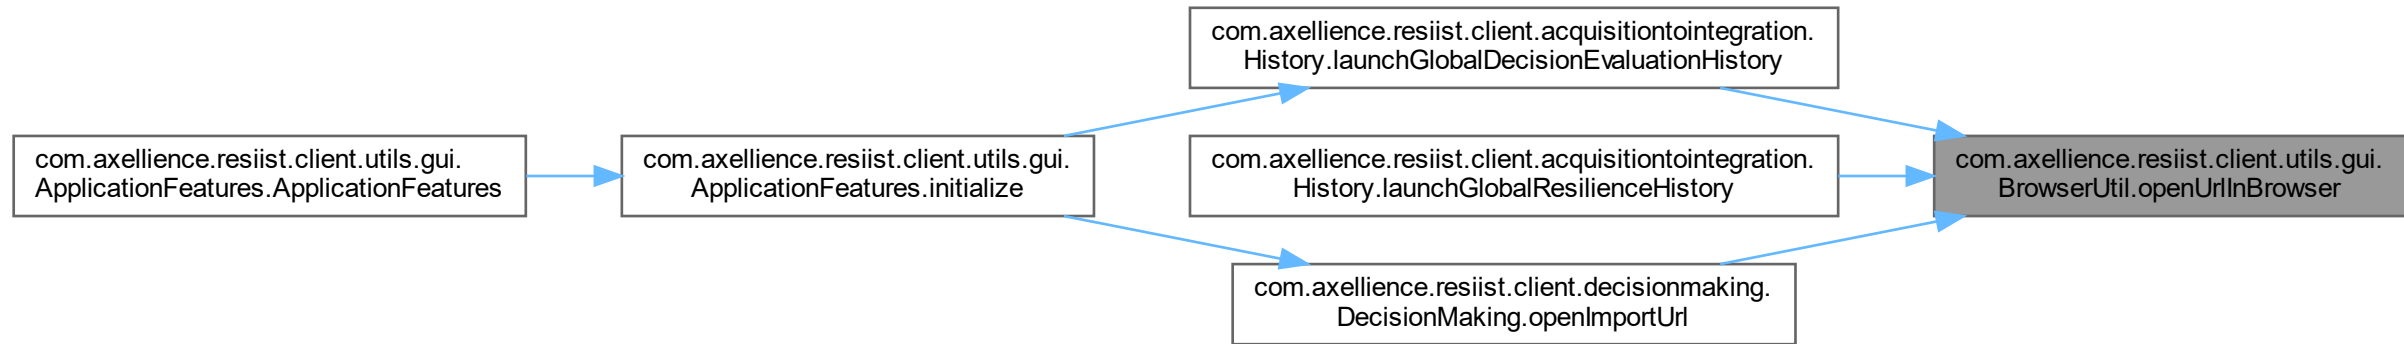 com.axellience.resiist.client.acquisitiontointegration.
History.launchGlobalDecisionEvaluationHistory
com.axellience.resiist.client.utils.gui.
ApplicationFeatures.ApplicationFeatures
com.axellience.resiist.client.utils.gui.
ApplicationFeatures.initialize
com.axellience.resiist.client.acquisitiontointegration.
History.launchGlobalResilienceHistory
com.axellience.resiist.client.utils.gui.
BrowserUtil.openUrlInBrowser
com.axellience.resiist.client.decisionmaking.
DecisionMaking.openImportUrl